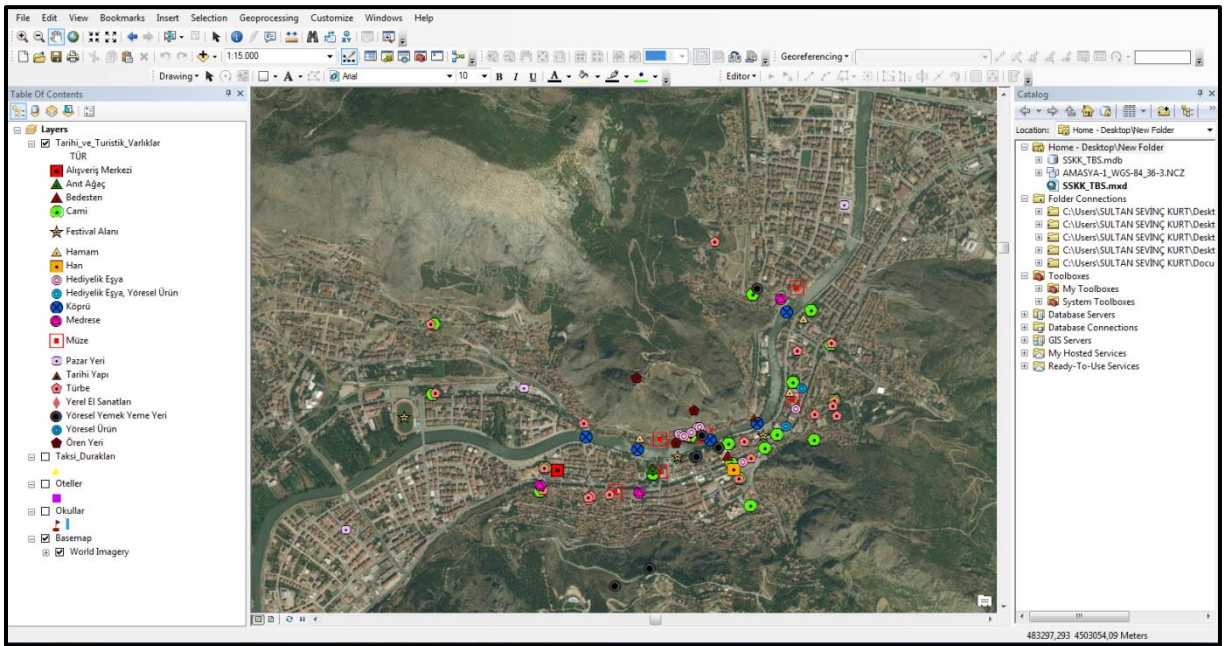 File Edit View Bookmarks Insert Selection Geoprocessing Customize Windows Help
1:15.000
Georeferencing
Drawing
A
Arial
10
B I U A
Editor
Table Of Contents
Layers
Tarihi_ve_Turistik_Varlıklar
TÜR
Alışveriş Merkezi
Anıt Ağaç
Bedesten
Cami
Festival Alanı
Hamam
Han
Hediyelik Eşya
Hediyelik Eşya, Yöresel Ürün
Köprü
Medrese
Müze
Pazar Yeri
Tarihi Yapı
Türbe
Yerel El Sanatları
Yöresel Yemek Yeme Yeri
Yöresel Ürün
Ören Yeri
Taksi_Durakları
Oteller
Okullar
Basemap
World Imagery
Catalog
Location: Home - Desktop\New Folder
Home - Desktop\New Folder
SSKK_TBS.mdb
AMASYA-1_WGS-84_36-3.NCZ
SSKK_TBS.mxd
Folder Connections
C:\Users\SULTAN SEVİNÇ KURT\Deskt
C:\Users\SULTAN SEVİNÇ KURT\Deskt
C:\Users\SULTAN SEVİNÇ KURT\Deskt
C:\Users\SULTAN SEVİNÇ KURT\Deskt
C:\Users\SULTAN SEVİNÇ KURT\Docu
Toolboxes
My Toolboxes
System Toolboxes
Database Servers
Database Connections
GIS Servers
My Hosted Services
Ready-To-Use Services
483297,293 4503054,09 Meters